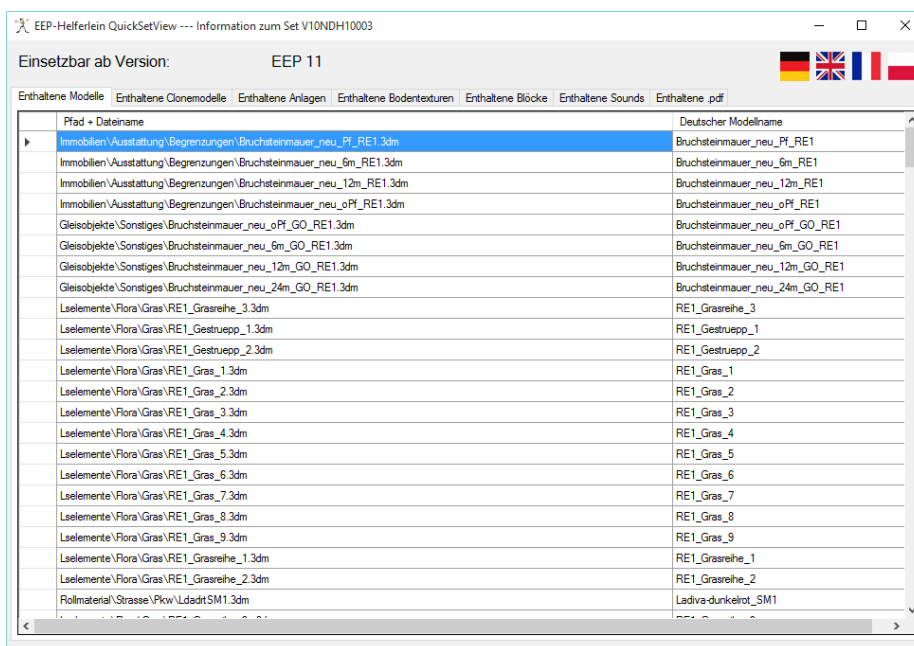 EEP-Helferlein QuickSetView --- Information zum Set V10NDH10003
Einsetzbar ab Version: EEP 11
Enthaltene Modelle Enthaltene Clonemodelle Enthaltene Anlagen Enthaltene Bodentexturen Enthaltene Blöcke Enthaltene Sounds Enthaltene .pdf
Pfad + Dateiname Deutscher Modellname
Immobilien\Ausstattung\Begrenzungen\Bruchsteinmauer_neu_Pf_RE1.3dm Bruchsteinmauer_neu_Pf_RE1
Immobilien\Ausstattung\Begrenzungen\Bruchsteinmauer_neu_6m_RE1.3dm Bruchsteinmauer_neu_6m_RE1
Immobilien\Ausstattung\Begrenzungen\Bruchsteinmauer_neu_12m_RE1.3dm Bruchsteinmauer_neu_12m_RE1
Immobilien\Ausstattung\Begrenzungen\Bruchsteinmauer_neu_oPf_RE1.3dm Bruchsteinmauer_neu_oPf_RE1
Gleisobjekte\Sonstiges\Bruchsteinmauer_neu_oPf_GO_RE1.3dm Bruchsteinmauer_neu_oPf_GO_RE1
Gleisobjekte\Sonstiges\Bruchsteinmauer_neu_6m_GO_RE1.3dm Bruchsteinmauer_neu_6m_GO_RE1
Gleisobjekte\Sonstiges\Bruchsteinmauer_neu_12m_GO_RE1.3dm Bruchsteinmauer_neu_12m_GO_RE1
Gleisobjekte\Sonstiges\Bruchsteinmauer_neu_24m_GO_RE1.3dm Bruchsteinmauer_neu_24m_GO_RE1
Lselemente\Flora\Gras\RE1_Grasreihe_3.3dm RE1_Grasreihe_3
Lselemente\Flora\Gras\RE1_Gestruepp_1.3dm RE1_Gestruepp_1
Lselemente\Flora\Gras\RE1_Gestruepp_2.3dm RE1_Gestruepp_2
Lselemente\Flora\Gras\RE1_Gras_1.3dm RE1_Gras_1
Lselemente\Flora\Gras\RE1_Gras_2.3dm RE1_Gras_2
Lselemente\Flora\Gras\RE1_Gras_3.3dm RE1_Gras_3
Lselemente\Flora\Gras\RE1_Gras_4.3dm RE1_Gras_4
Lselemente\Flora\Gras\RE1_Gras_5.3dm RE1_Gras_5
Lselemente\Flora\Gras\RE1_Gras_6.3dm RE1_Gras_6
Lselemente\Flora\Gras\RE1_Gras_7.3dm RE1_Gras_7
Lselemente\Flora\Gras\RE1_Gras_8.3dm RE1_Gras_8
Lselemente\Flora\Gras\RE1_Gras_9.3dm RE1_Gras_9
Lselemente\Flora\Gras\RE1_Grasreihe_1.3dm RE1_Grasreihe_1
Lselemente\Flora\Gras\RE1_Grasreihe_2.3dm RE1_Grasreihe_2
Rollmaterial\Strasse\Pkw\LdadrtSM1.3dm Ladiva-dunkelrot_SM1